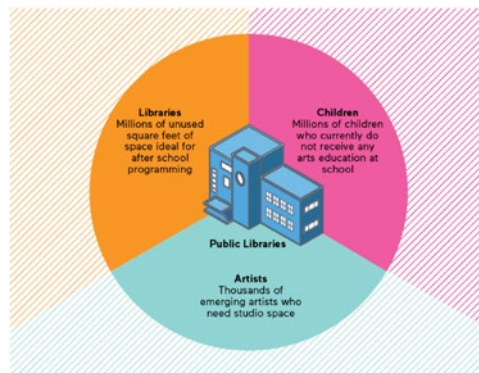 Libraries
Millions of unused
square feet of
space ideal for
after school
programming
Children
Millions of children
who currently do
not receive any
arts education at
school
Public Libraries
Artists
Thousands of
emerging artists who
need studio space